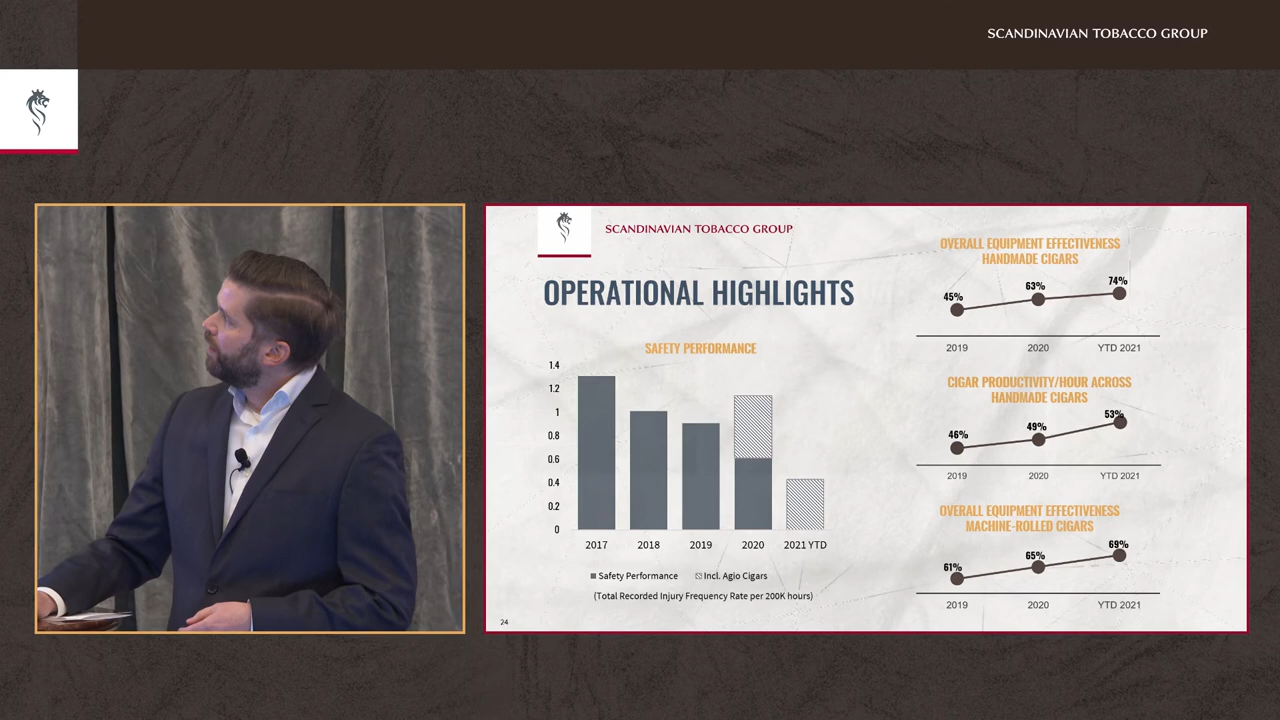 SCANDINAVIAN TOBACCO GROUP
SCANDINAVIAN TOBACCO GROUP
OPERATIONAL HIGHLIGHTS
SAFETY PERFORMANCE
1.4
1.2
1
0.8
0.6
0.4
0.2
0
2017 2018 2019 2020 2021 YTD
Safety Performance Incl. Agio Cigars
(Total Recorded Injury Frequency Rate per 200K hours)
24
OVERALL EQUIPMENT EFFECTIVENESS
HANDMADE CIGARS
45% 63% 74%
2019 2020 YTD 2021
CIGAR PRODUCTIVITY/HOUR ACROSS
HANDMADE CIGARS
46% 49% 53%
2019 2020 YTD 2021
OVERALL EQUIPMENT EFFECTIVENESS
MACHINE-ROLLED CIGARS
61% 65% 69%
2019 2020 YTD 2021